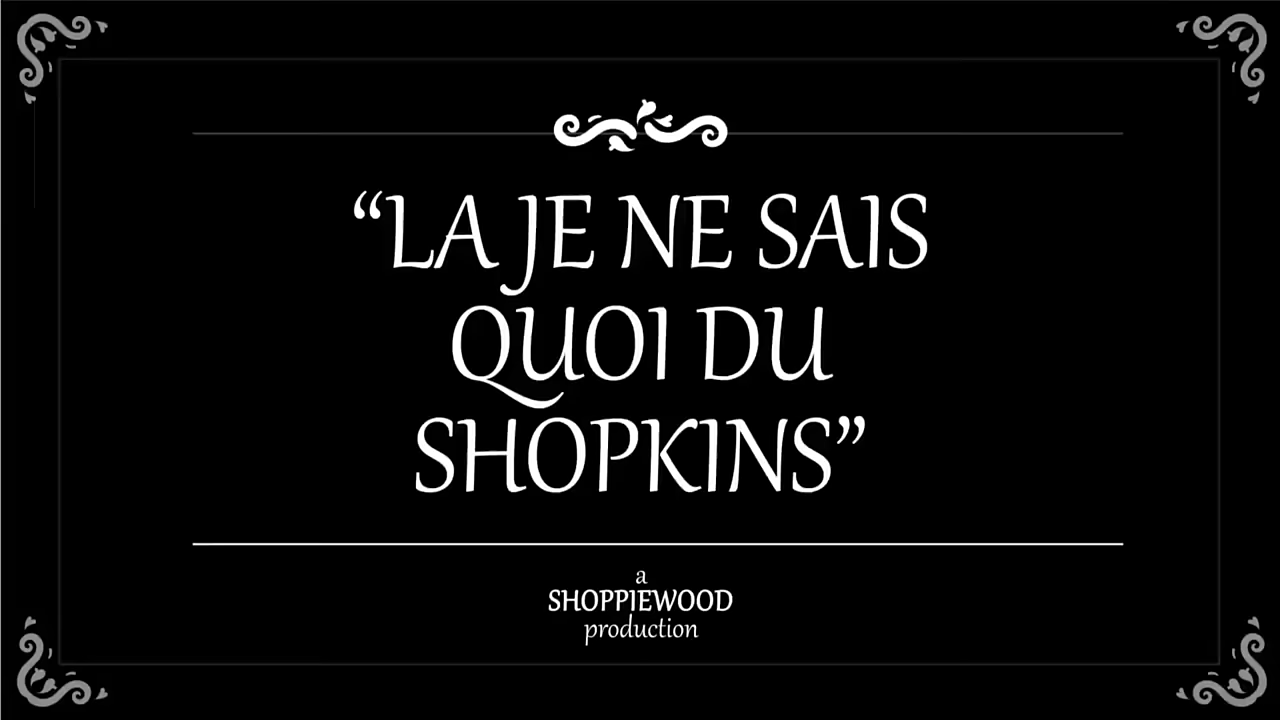 “LA JE NE SAIS
QUOI DU
SHOPKINS”
a
SHOPPIEWOOD
production